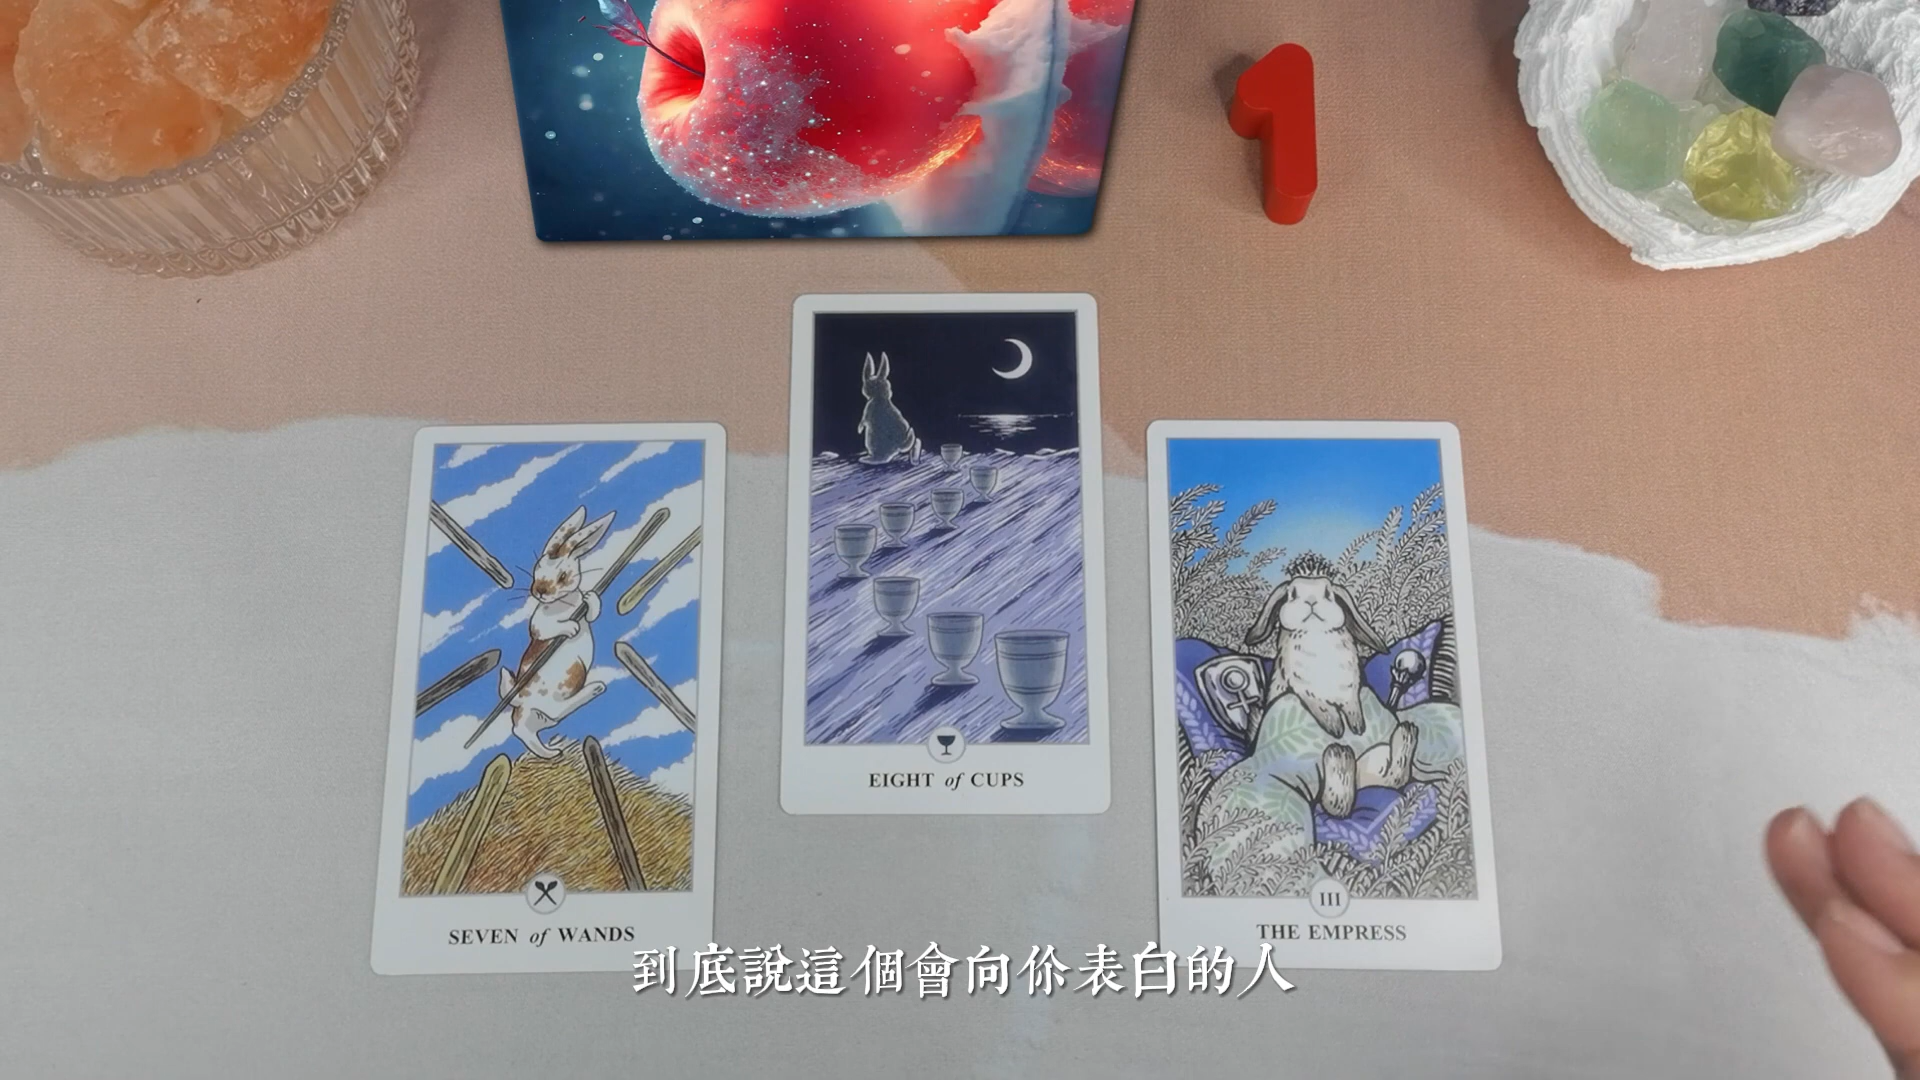 1
EIGHT of CUPS
SEVEN of WANDS
III
THE EMPRESS
到底說這個會向你表白的人